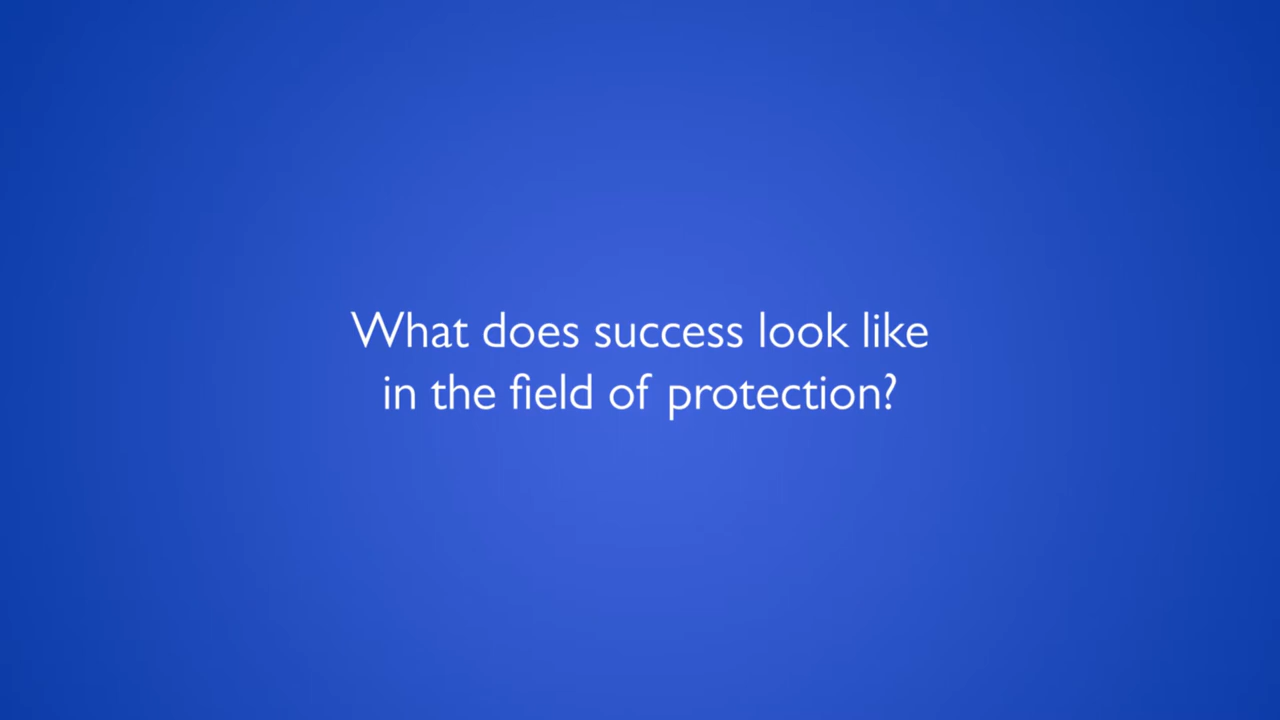 What does success look like
in the field of protection?